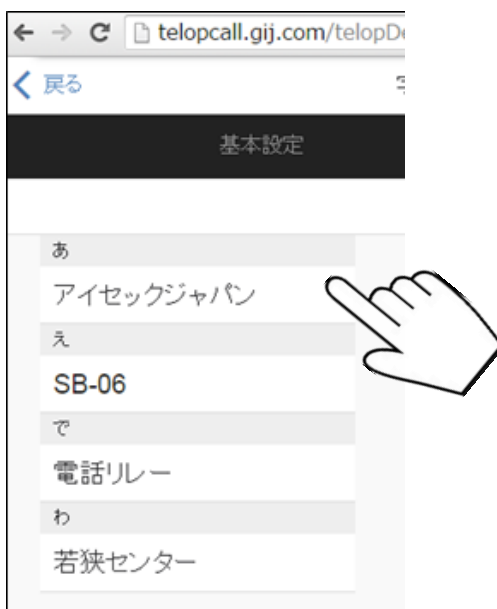 telopcall.gij.com/telopDe
戻る
基本設定
あ
アイセックジャパン
え
SB-06
で
電話リレー
わ
若狭センター